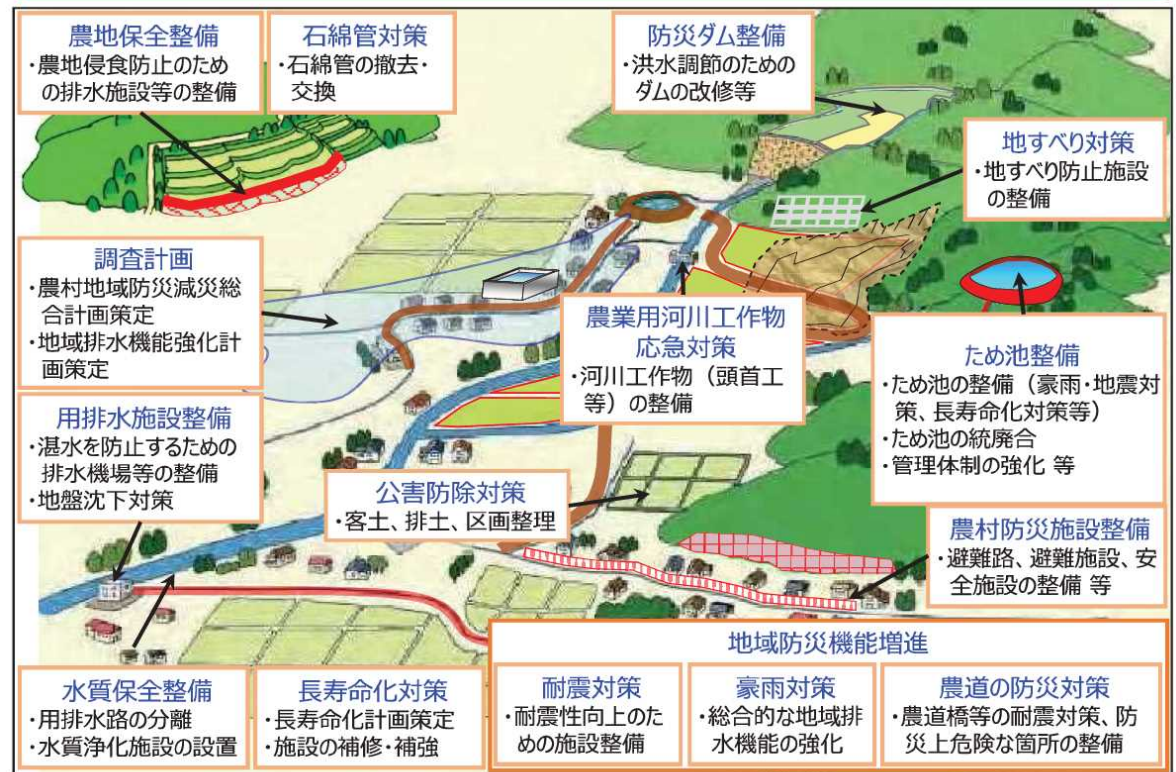 農地保全整備
・農地侵食防止のため
の排水施設等の整備
石綿管対策
・石綿管の撤去・
交換
防災ダム整備
・洪水調節のための
ダムの改修等
地すべり対策
・地すべり防止施設
の整備
調査計画
・農村地域防災減災総
合計画策定
・地域排水機能強化計
画策定
農業用河川工作物
応急対策
・河川工作物（頭首工
等）の整備
ため池整備
・ため池の整備（豪雨・地震対
策、長寿命化対策等）
・ため池の統廃合
・管理体制の強化 等
用排水施設整備
・湛水を防止するための
排水機場等の整備
・地盤沈下対策
公害防除対策
・客土、排土、区画整理
農村防災施設整備
・避難路、避難施設、安
全施設の整備 等
水質保全整備
・用排水路の分離
・水質浄化施設の設置
長寿命化対策
・長寿命化計画策定
・施設の補修・補強
地域防災機能増進
耐震対策
・耐震性向上のた
めの施設整備
豪雨対策
・総合的な地域排
水機能の強化
農道の防災対策
・農道橋等の耐震対策、防
災上危険な箇所の整備